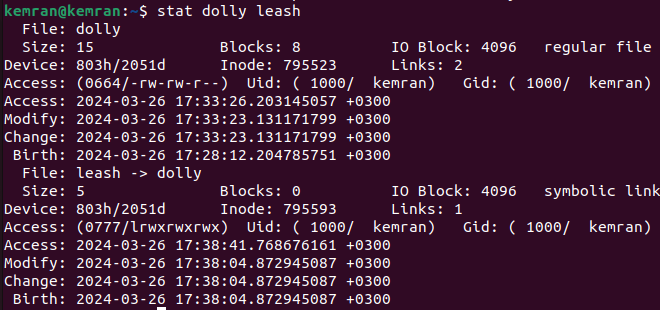 kemran@kemran:~$ stat dolly leash
  File: dolly
  Size: 15              Blocks: 8          IO Block: 4096   regular file
Device: 803h/2051d      Inode: 795523      Links: 2
Access: (0664/-rw-rw-r--)  Uid: ( 1000/  kemran)   Gid: ( 1000/  kemran)
Access: 2024-03-26 17:33:26.203145057 +0300
Modify: 2024-03-26 17:33:23.131171799 +0300
Change: 2024-03-26 17:33:23.131171799 +0300
 Birth: 2024-03-26 17:28:12.204785751 +0300
  File: leash -> dolly
  Size: 5               Blocks: 0          IO Block: 4096   symbolic link
Device: 803h/2051d      Inode: 795593      Links: 1
Access: (0777/lrwxrwxrwx)  Uid: ( 1000/  kemran)   Gid: ( 1000/  kemran)
Access: 2024-03-26 17:38:41.768676161 +0300
Modify: 2024-03-26 17:38:04.872945087 +0300
Change: 2024-03-26 17:38:04.872945087 +0300
 Birth: 2024-03-26 17:38:04.872945087 +0300